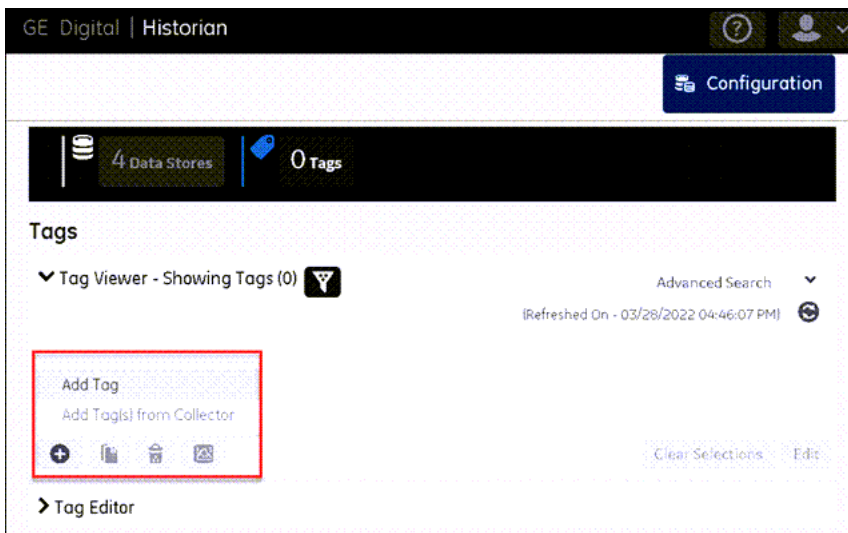 GE Digital | Historian
Configuration
4 Data Stores
0 Tags
Tags
Tag Viewer - Showing Tags (0)
Advanced Search
(Refreshed On - 03/28/2022 04:46:07 PM)
Add Tag
Add Tag(s) from Collector
Clear Selections
Edit
Tag Editor